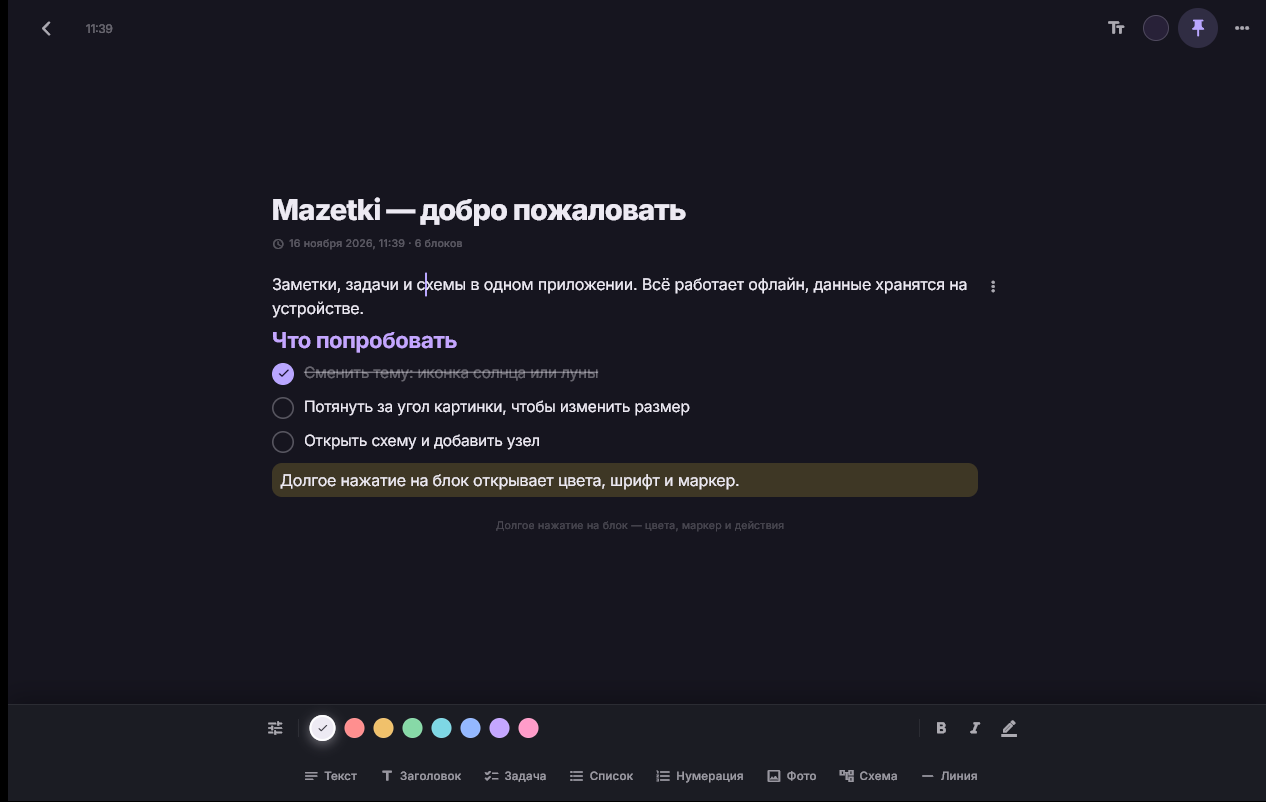 11:39
Mazetki — добро пожаловать
16 ноября 2026, 11:39 · 6 блоков
Заметки, задачи и схемы в одном приложении. Всё работает офлайн, данные хранятся на
устройстве.
Что попробовать
Сменить тему: иконка солнца или луны
Потянуть за угол картинки, чтобы изменить размер
Открыть схему и добавить узел
Долгое нажатие на блок открывает цвета, шрифт и маркер.
Долгое нажатие на блок — цвета, маркер и действия
B I
Текст Заголовок Задача Список Нумерация Фото Схема Линия